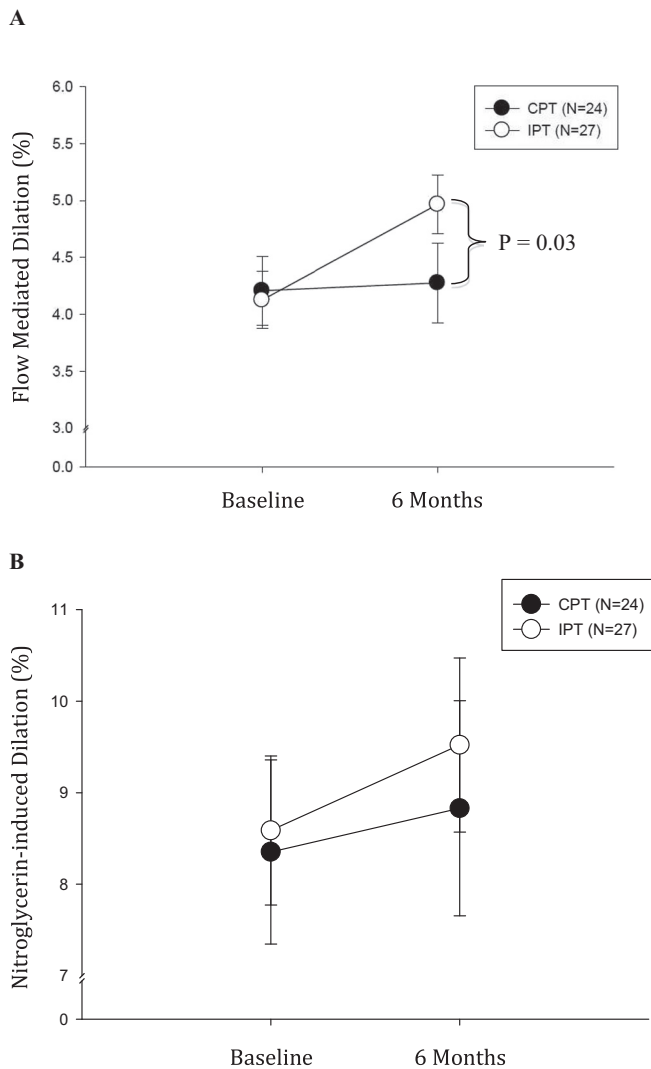 A
6.0
CPT (N=24)
5.5
IPT (N=27)
5.0
P = 0.03
4.5
4.0
3.5
3.0
0.0
Flow Mediated Dilation (%)
Baseline 6 Months
B
11
CPT (N=24)
IPT (N=27)
10
9
8
7
0
Nitroglycerin-induced Dilation (%)
Baseline 6 Months